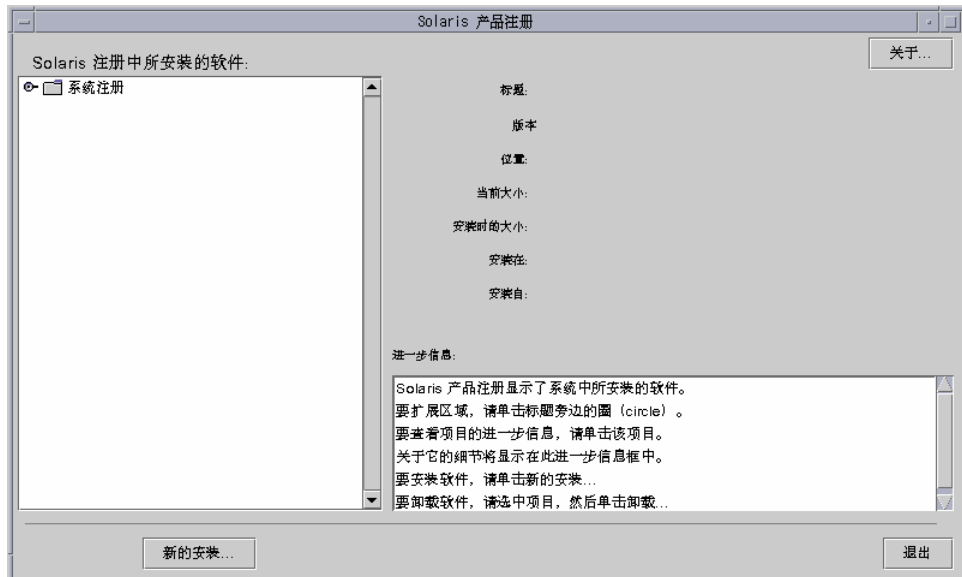 Solaris 产品注册
关于...
Solaris 注册中所安装的软件:
系统注册
标题:
版本
位置:
当前大小:
安装时的大小:
安装在:
安装自:
进一步信息:
Solaris 产品注册显示了系统中所安装的软件。
要扩展区域，请单击标题旁边的圈（circle）。
要查看项目的进一步信息，请单击该项目。
关于它的细节将显示在此进一步信息框中。
要安装软件，请单击新的安装...
要卸载软件，请选中项目，然后单击卸载...
新的安装...
退出